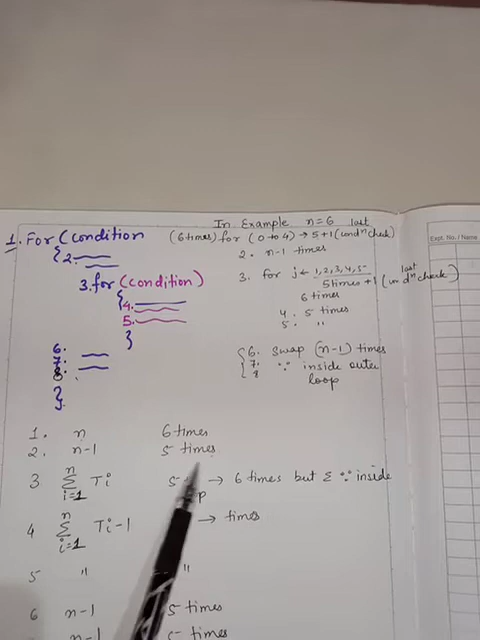 In Example n=6
1. For (condition (6 times) for (0 to 4) → 5+1 (last condⁿ check)
{ 2. 2. n-1 times
3. for (condition) 3. for j ← 1,2,3,4,5
5 times +1 (last condⁿ check)
6 times
{ 4. 4. 5 times
5. 5. "
}
6. { 6. swap (n-1) times
7. 7. ∵ inside outer
8. 8 loop
}
1. n 6 times
2. n-1 5 times
3 n Σ i=1 Ti 5 → 6 times but Σ ∵ inside
4 n Σ i=1 Ti-1 → times
5 " "
6 n-1 5 times
n-1 5 times
Expt. No. / Name